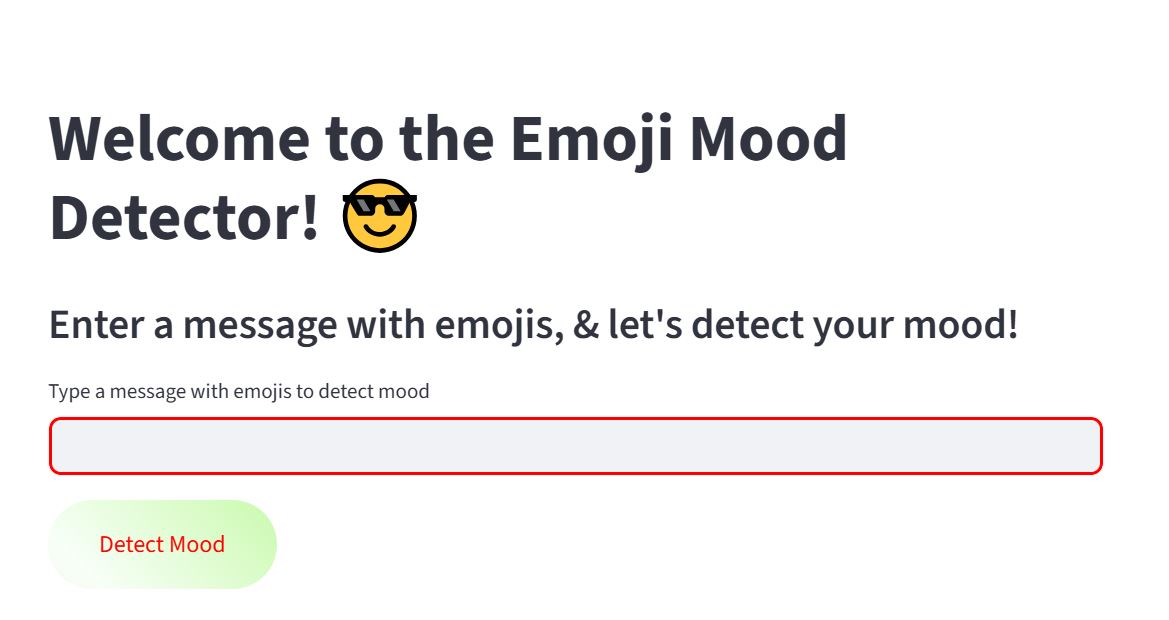 Welcome to the Emoji Mood
Detector! 😎
Enter a message with emojis, & let's detect your mood!
Type a message with emojis to detect mood
Detect Mood